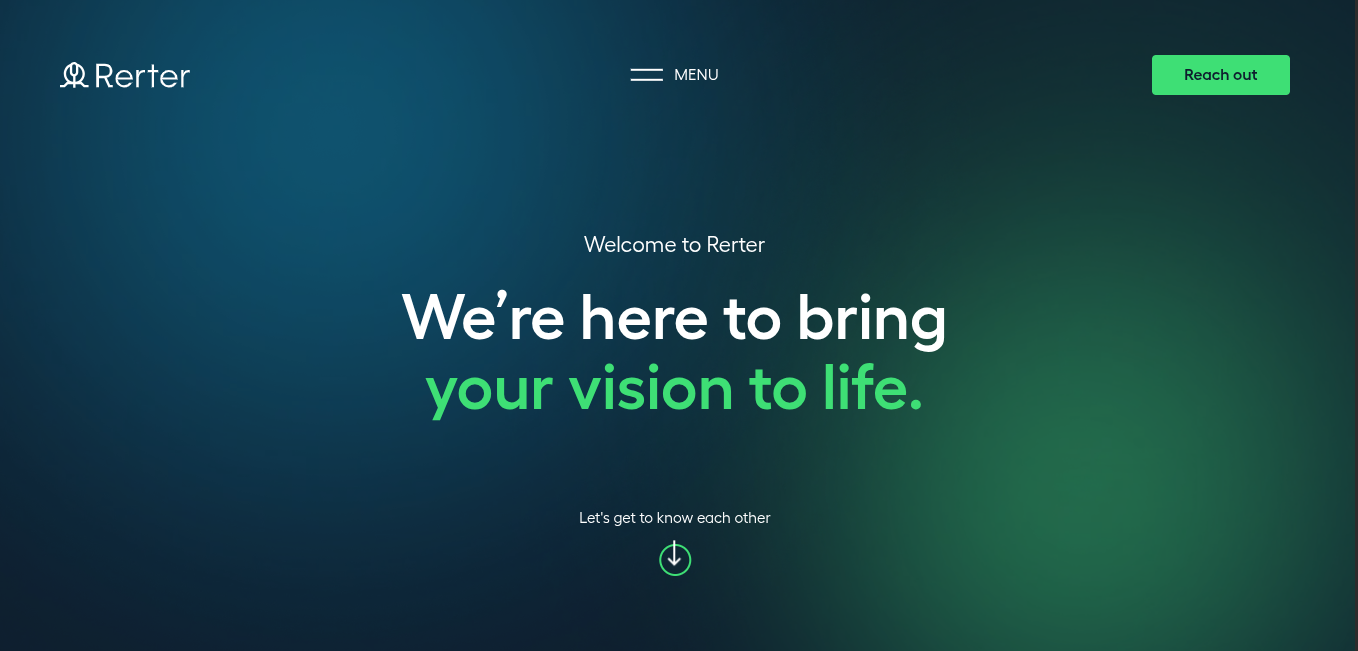 Rerter
MENU
Reach out
Welcome to Rerter
We’re here to bring
your vision to life.
Let's get to know each other